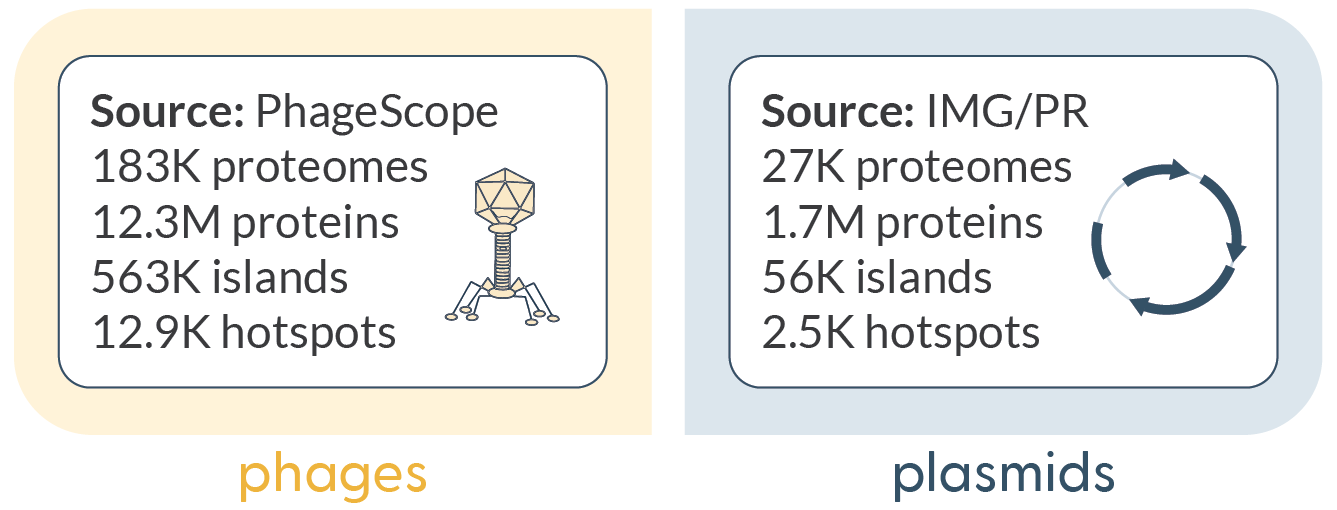 Source: PhageScope
183K proteomes
12.3M proteins
563K islands
12.9K hotspots
phages
Source: IMG/PR
27K proteomes
1.7M proteins
56K islands
2.5K hotspots
plasmids